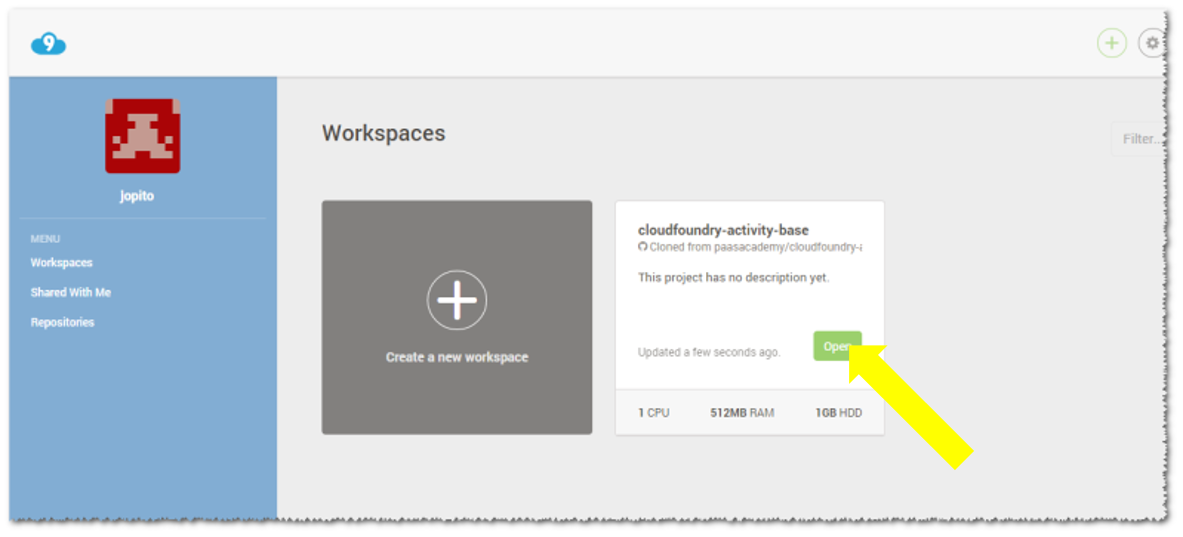 9
Workspaces
Filter...
jopito
MENU
Workspaces
Shared With Me
Repositories
Create a new workspace
cloudfoundry-activity-base
Cloned from paasacademy/cloudfoundry-a
This project has no description yet.
Updated a few seconds ago.
Open
1 CPU 512MB RAM 1GB HDD